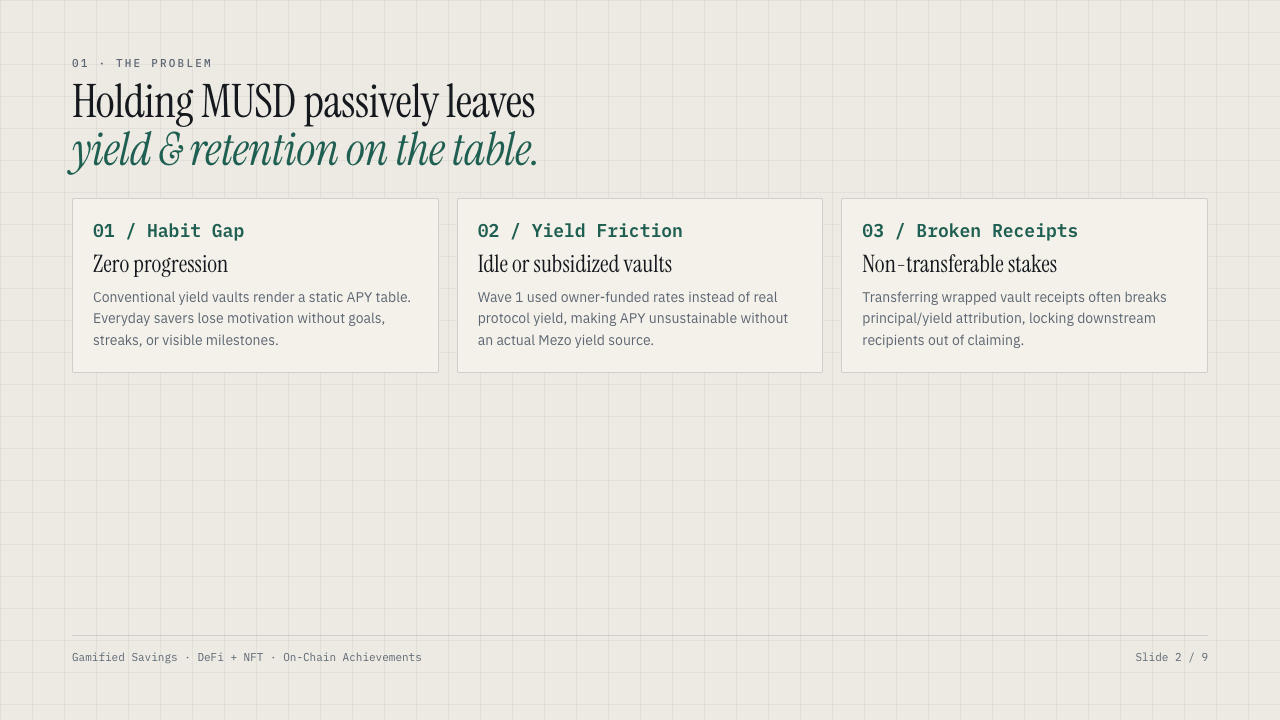 01 · THE PROBLEM
Holding MUSD passively leaves
yield & retention on the table.
01 / Habit Gap
Zero progression
Conventional yield vaults render a static APY table.
Everyday savers lose motivation without goals,
streaks, or visible milestones.
02 / Yield Friction
Idle or subsidized vaults
Wave 1 used owner-funded rates instead of real
protocol yield, making APY unsustainable without
an actual Mezo yield source.
03 / Broken Receipts
Non-transferable stakes
Transferring wrapped vault receipts often breaks
principal/yield attribution, locking downstream
recipients out of claiming.
Gamified Savings · DeFi + NFT · On-Chain Achievements
Slide 2 / 9